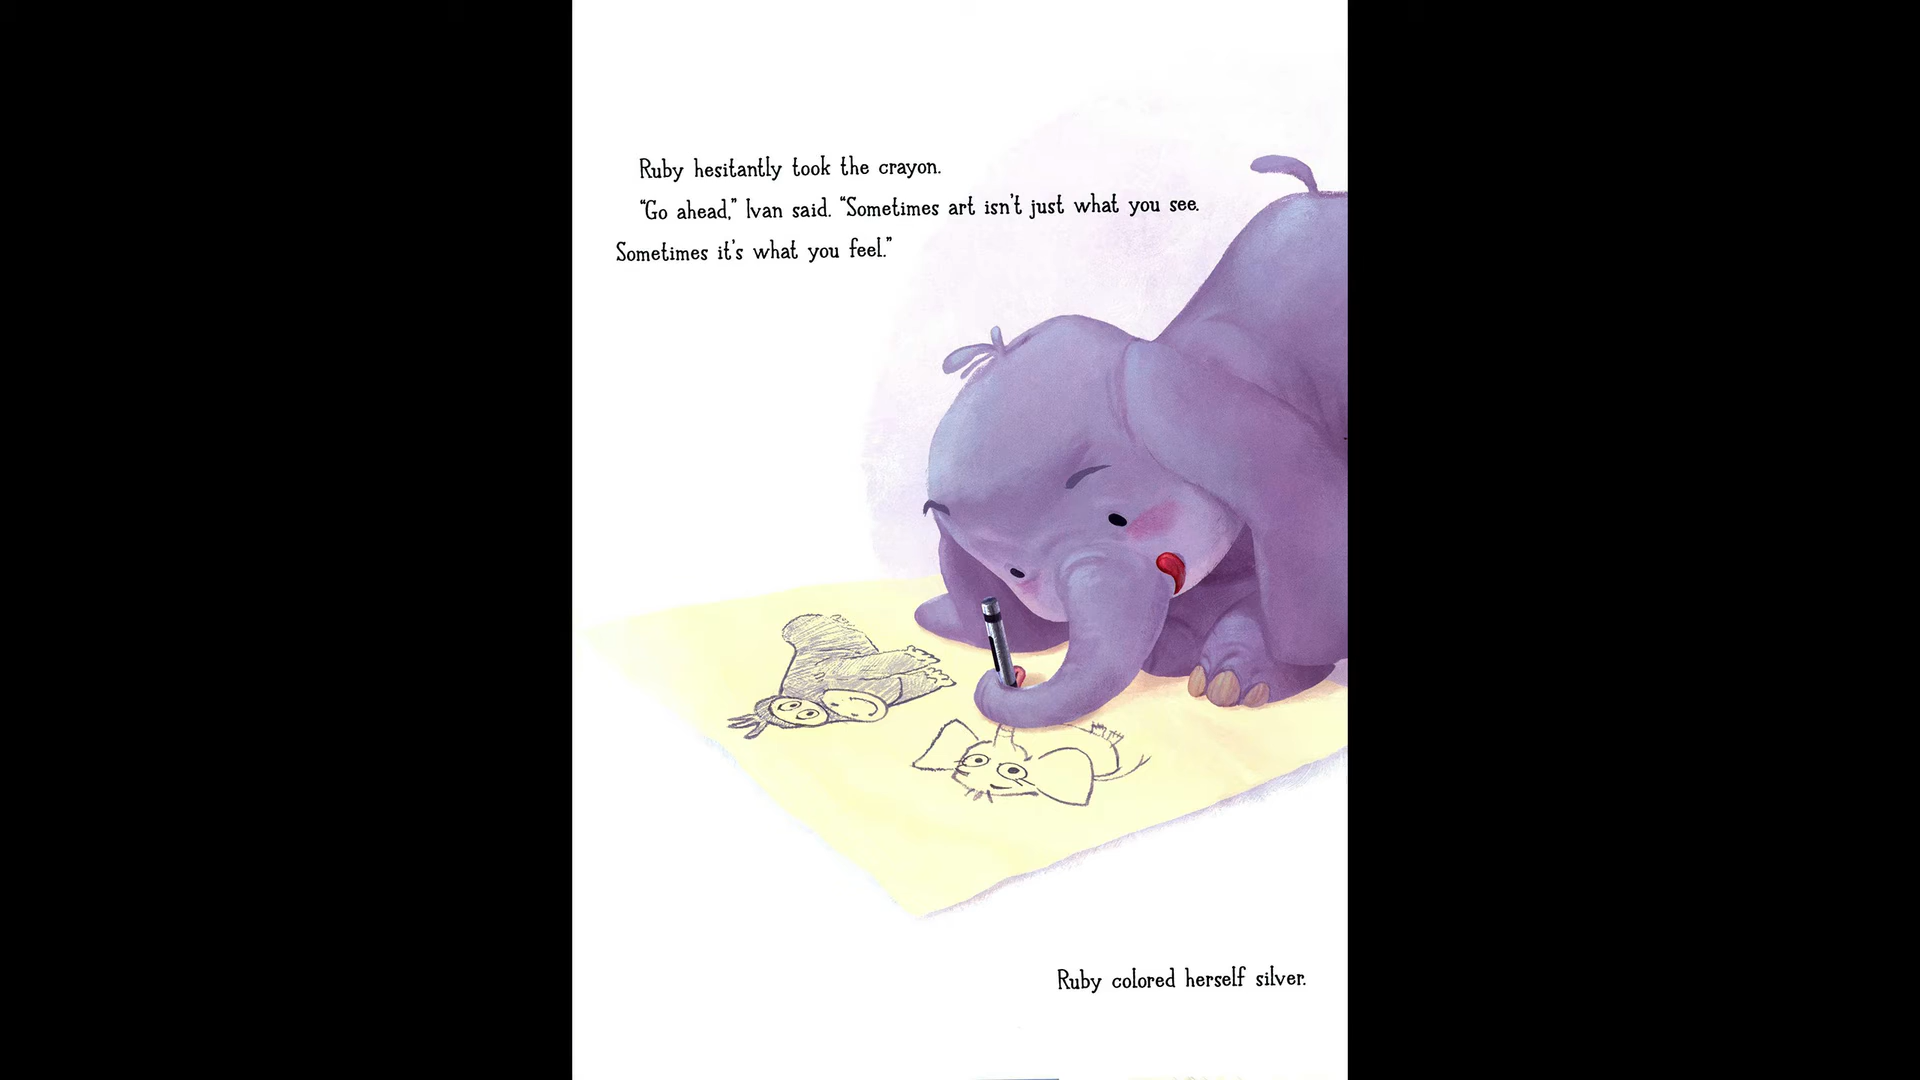 Ruby hesitantly took the crayon.
“Go ahead,” Ivan said. “Sometimes art isn’t just what you see.
Sometimes it’s what you feel.”
Ruby colored herself silver.